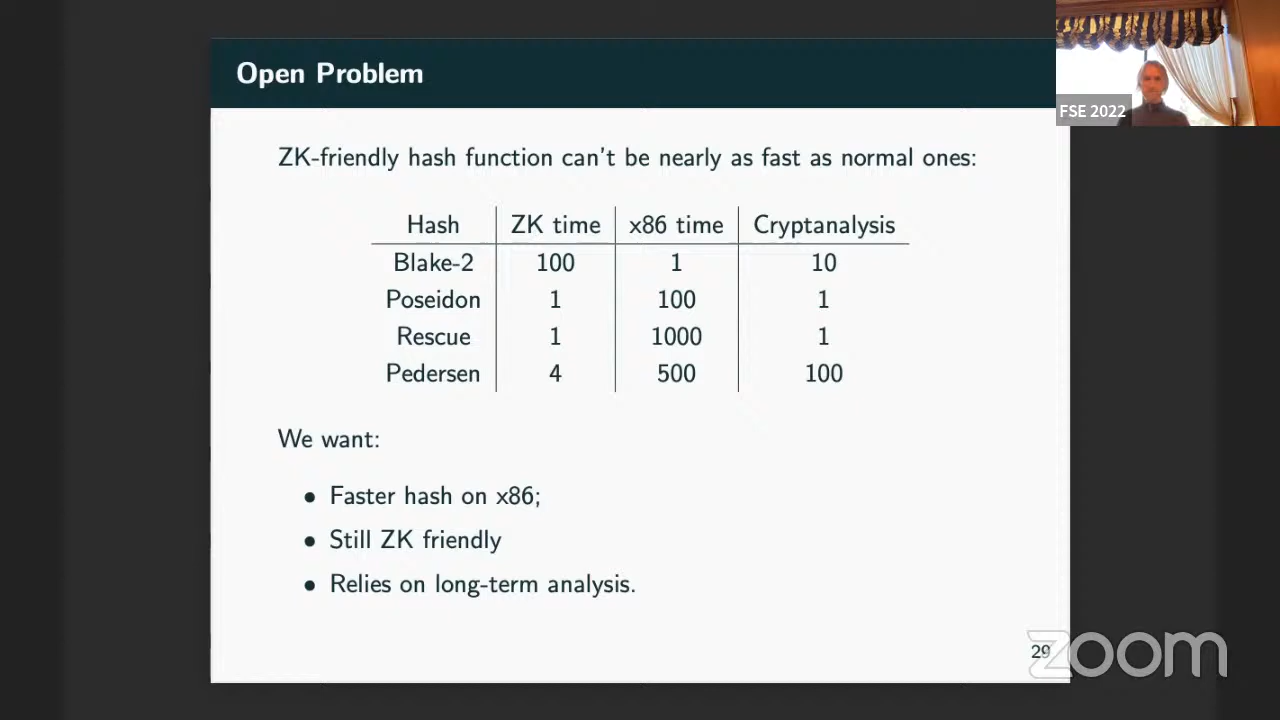 Open Problem
FSE 2022
ZK-friendly hash function can't be nearly as fast as normal ones:
Hash ZK time x86 time Cryptanalysis
Blake-2 100 1 10
Poseidon 1 100 1
Rescue 1 1000 1
Pedersen 4 500 100
We want:
• Faster hash on x86;
• Still ZK friendly
• Relies on long-term analysis.
29
zoom